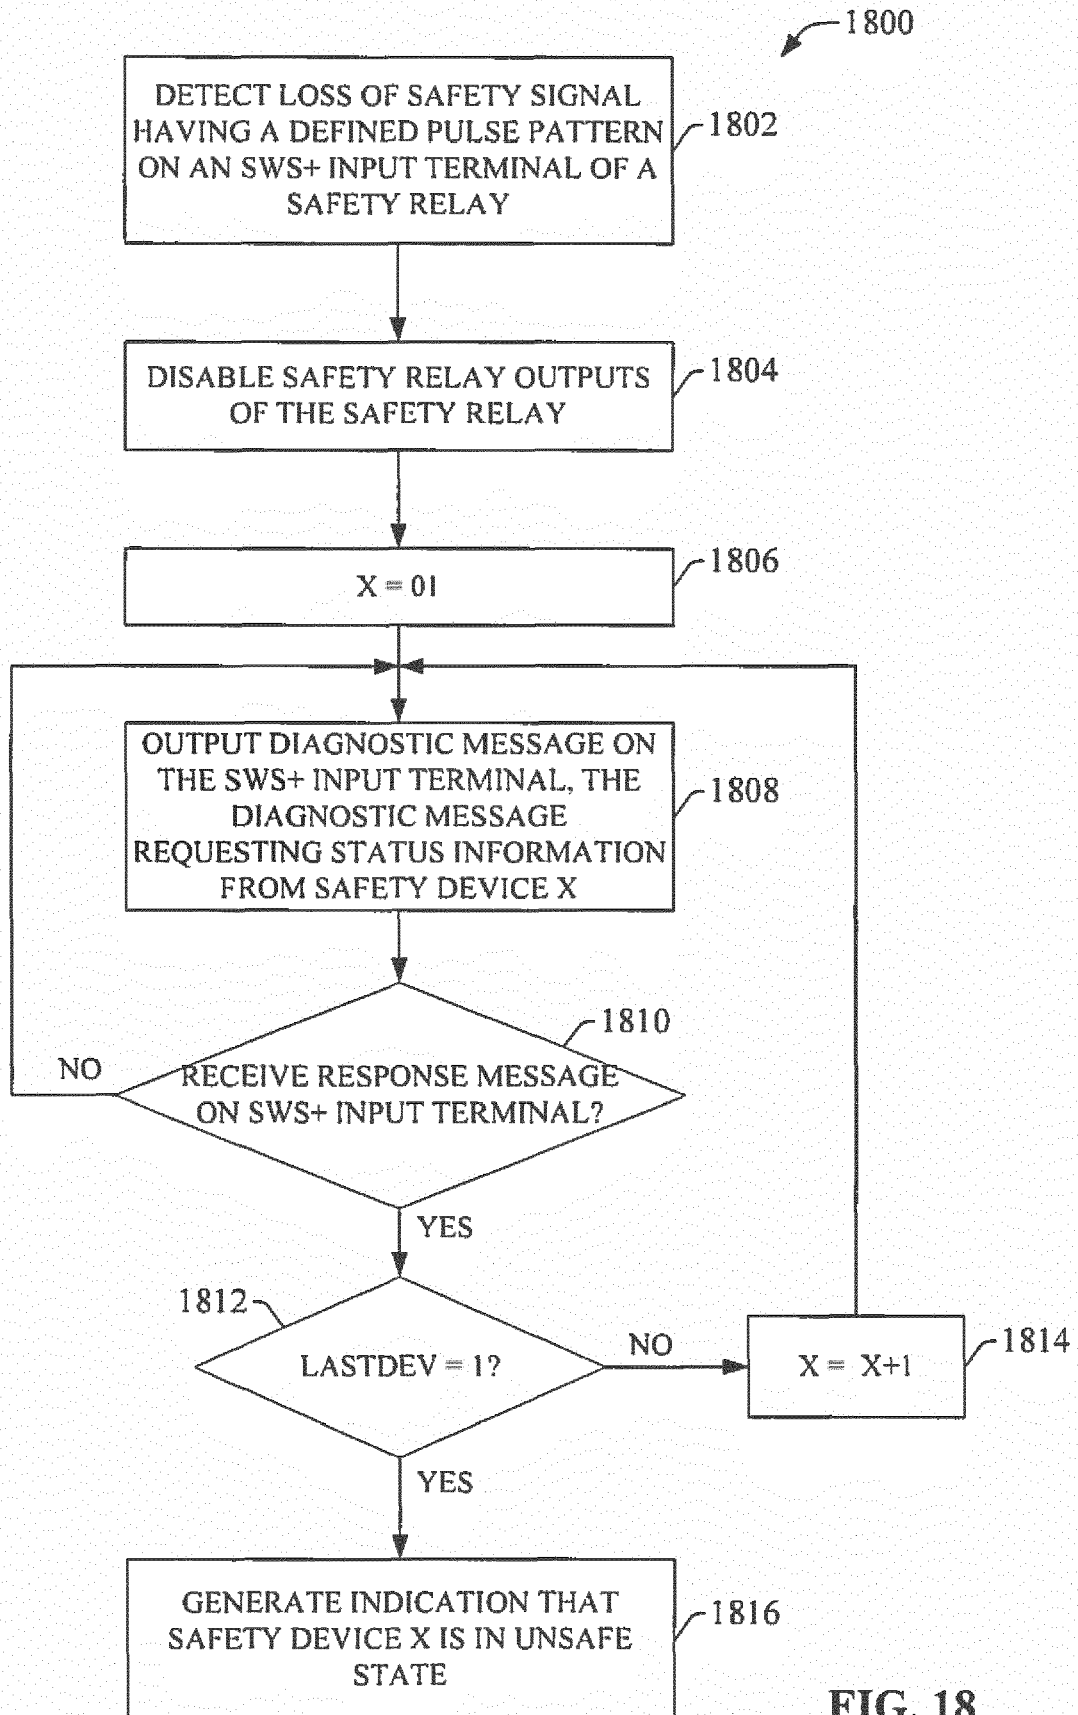 1800
DETECT LOSS OF SAFETY SIGNAL
HAVING A DEFINED PULSE PATTERN
ON AN SWS+ INPUT TERMINAL OF A
SAFETY RELAY
1802
DISABLE SAFETY RELAY OUTPUTS
OF THE SAFETY RELAY
1804
X = 01
1806
OUTPUT DIAGNOSTIC MESSAGE ON
THE SWS+ INPUT TERMINAL, THE
DIAGNOSTIC MESSAGE
REQUESTING STATUS INFORMATION
FROM SAFETY DEVICE X
1808
1810
NO
RECEIVE RESPONSE MESSAGE
ON SWS+ INPUT TERMINAL?
YES
1812
LASTDEV = 1?
NO
X = X+1
1814
YES
GENERATE INDICATION THAT
SAFETY DEVICE X IS IN UNSAFE
STATE
1816
FIG. 18